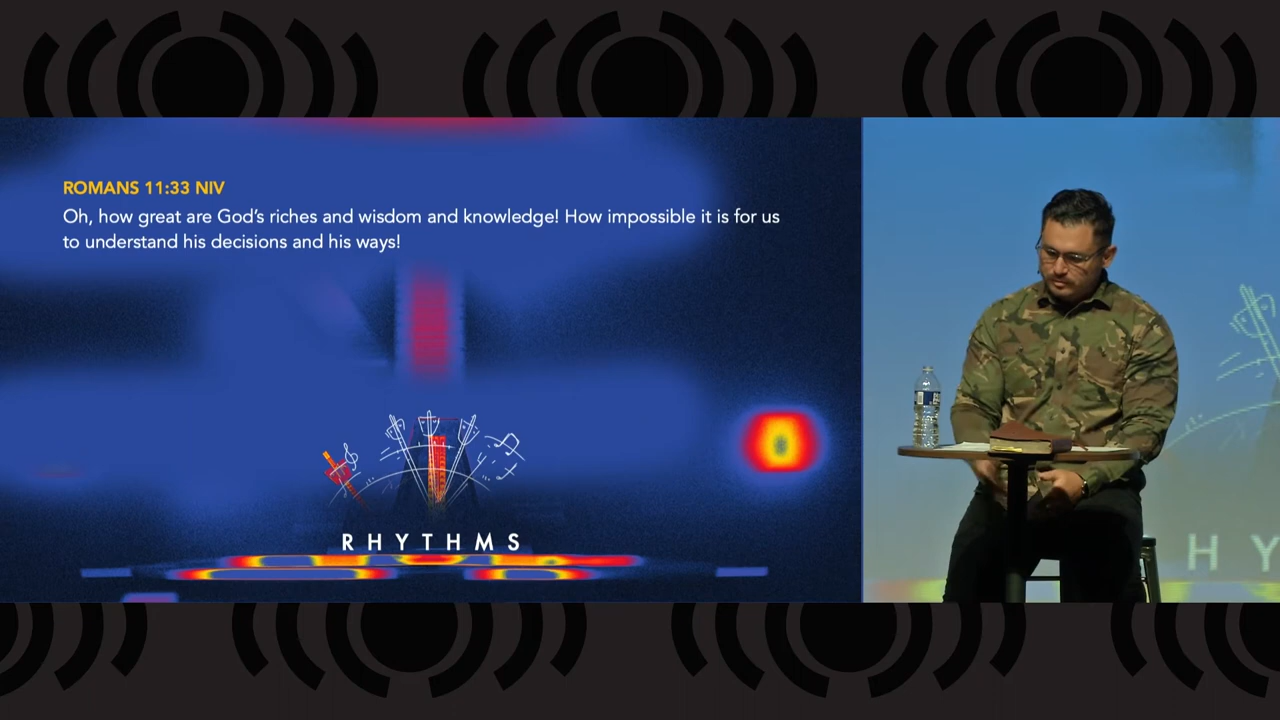 ROMANS 11:33 NIV
Oh, how great are God's riches and wisdom and knowledge! How impossible it is for us
to understand his decisions and his ways!
RHYTHMS
HY